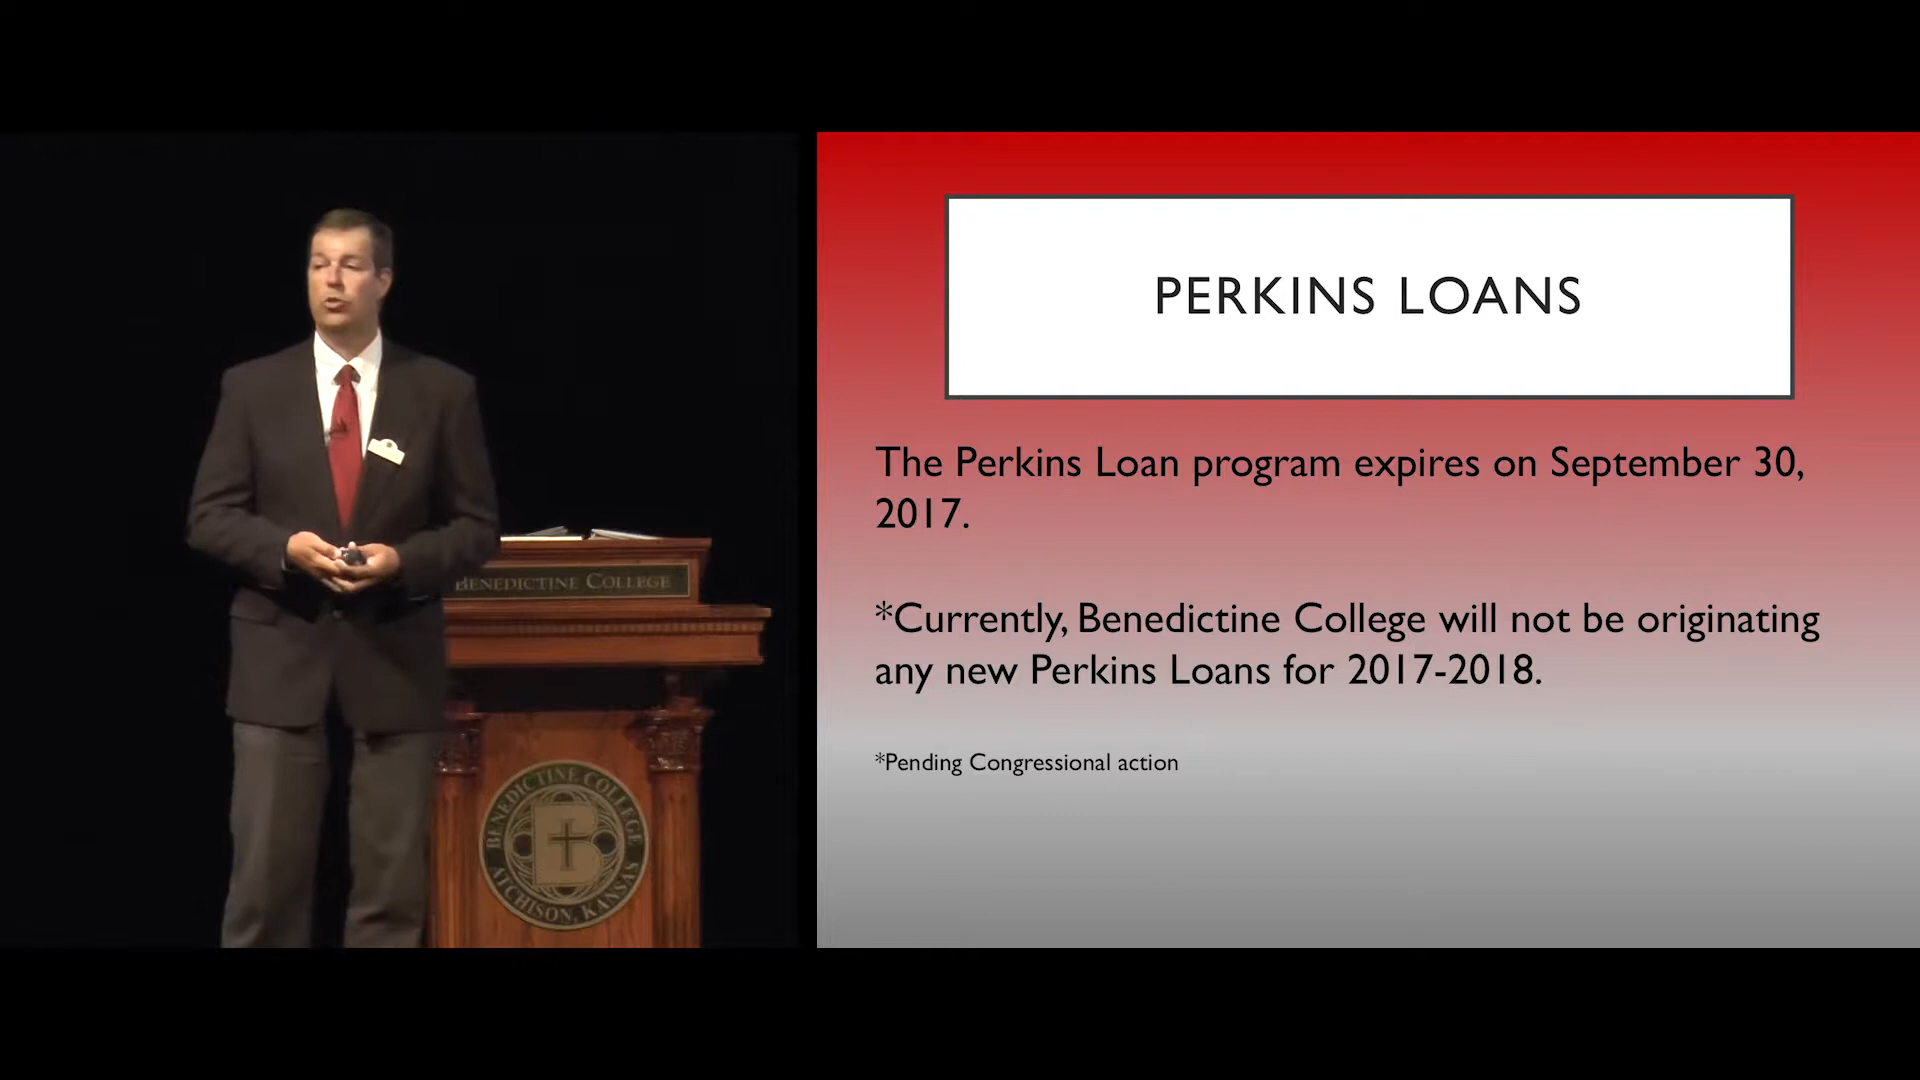 BENEDICTINE COLLEGE
BENEDICTINE COLLEGE
ATCHISON, KANSAS
B
PERKINS LOANS
The Perkins Loan program expires on September 30,
2017.
*Currently, Benedictine College will not be originating
any new Perkins Loans for 2017-2018.
*Pending Congressional action